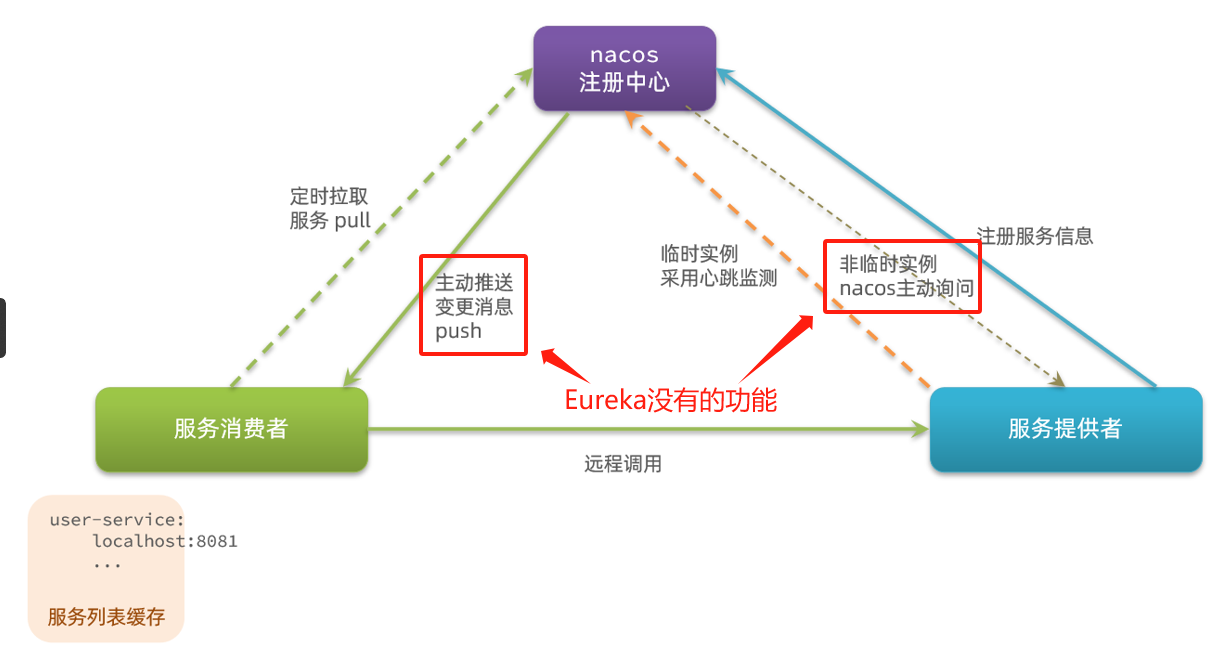 nacos
注册中心
定时拉取
服务 pull
主动推送
变更消息
push
临时实例
采用心跳监测
非临时实例
nacos主动询问
注册服务信息
Eureka没有的功能
服务消费者
服务提供者
远程调用
user-service:
localhost:8081
...
服务列表缓存